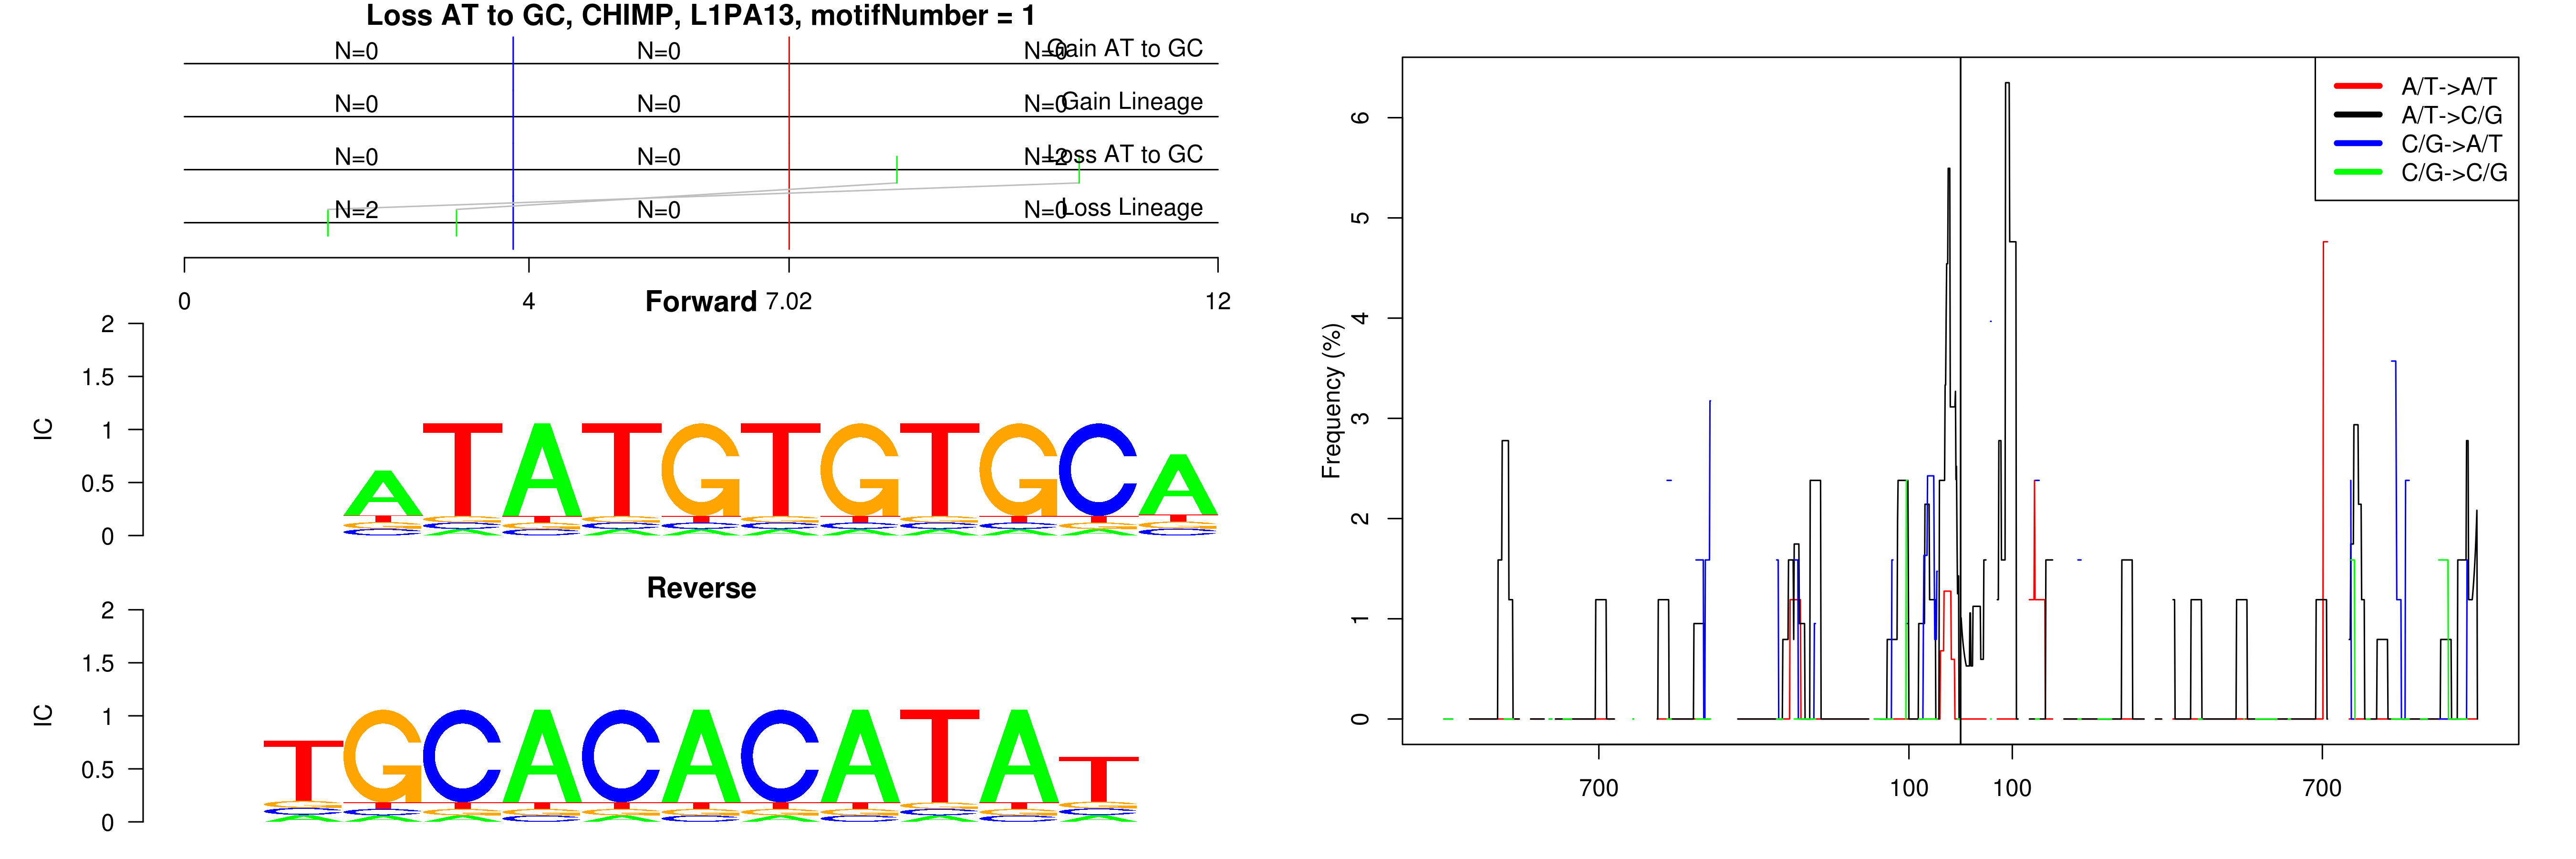 Loss AT to GC, CHIMP, L1PA13, motifNumber = 1
N=0 N=0 N=0 Gain AT to GC
N=0 N=0 N=0 Gain Lineage
N=0 N=0 N=2 Loss AT to GC
N=2 N=0 N=0 Loss Lineage
0 4 7.02 12
Forward
IC
2
1.5
1
0.5
0
ATATGTGTGCA
Reverse
IC
2
1.5
1
0.5
0
TGCACACATAT
Frequency (%)
6
5
4
3
2
1
0
700 100 100 700
A/T->A/T
A/T->C/G
C/G->A/T
C/G->C/G